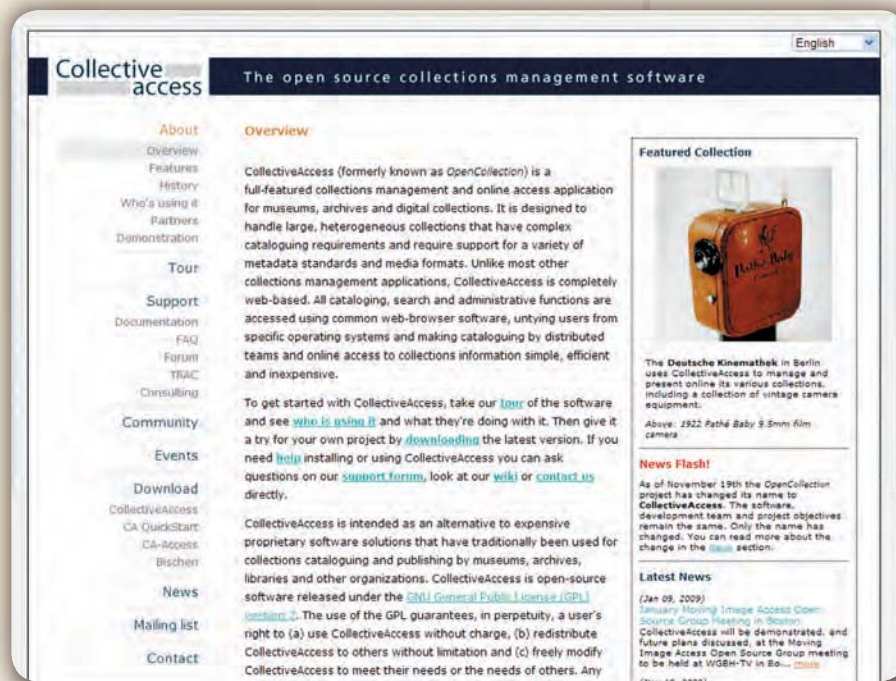 English
Collective
access
The open source collections management software
About
Overview
Features
History
Who's using it
Partners
Demonstration
Tour
Support
Documentation
FAQ
Forum
TRAC
Consulting
Community
Events
Download
CollectiveAccess
CA QuickStart
CA-Access
Bischen
News
Mailing list
Contact
Overview
CollectiveAccess (formerly known as OpenCollection) is a
full-featured collections management and online access application
for museums, archives and digital collections. It is designed to
handle large, heterogeneous collections that have complex
cataloguing requirements and require support for a variety of
metadata standards and media formats. Unlike most other
collections management applications, CollectiveAccess is completely
web-based. All cataloging, search and administrative functions are
accessed using common web-browser software, untying users from
specific operating systems and making cataloguing by distributed
teams and online access to collections information simple, efficient
and inexpensive.
To get started with CollectiveAccess, take our tour of the software
and see who is using it and what they're doing with it. Then give it
a try for your own project by downloading the latest version. If you
need help installing or using CollectiveAccess you can ask
questions on our support forum, look at our wiki or contact us
directly.
CollectiveAccess is intended as an alternative to expensive
proprietary software solutions that have traditionally been used for
collections cataloguing and publishing by museums, archives,
libraries and other organizations. CollectiveAccess is open-source
software released under the GNU General Public License (GPL)
version 2. The use of the GPL guarantees, in perpetuity, a user's
right to (a) use CollectiveAccess without charge, (b) redistribute
CollectiveAccess to others without limitation and (c) freely modify
CollectiveAccess to meet their needs or the needs of others. Any
Featured Collection
Pathé Baby
The Deutsche Kinemathek in Berlin
uses CollectiveAccess to manage and
present online its various collections,
including a collection of vintage camera
equipment.
Above: 1922 Pathé Baby 9.5mm film
camera
News Flash!
As of November 19th the OpenCollection
project has changed its name to
CollectiveAccess. The software,
development team and project objectives
remain the same. Only the name has
changed. You can read more about the
change in the News section.
Latest News
(Jan 09, 2009)
January Moving Image Access Open
Source Group Meeting in Boston
CollectiveAccess will be demonstrated, and
future plans discussed, at the Moving
Image Access Open Source Group meeting
to be held at WGBH-TV in Bo... more